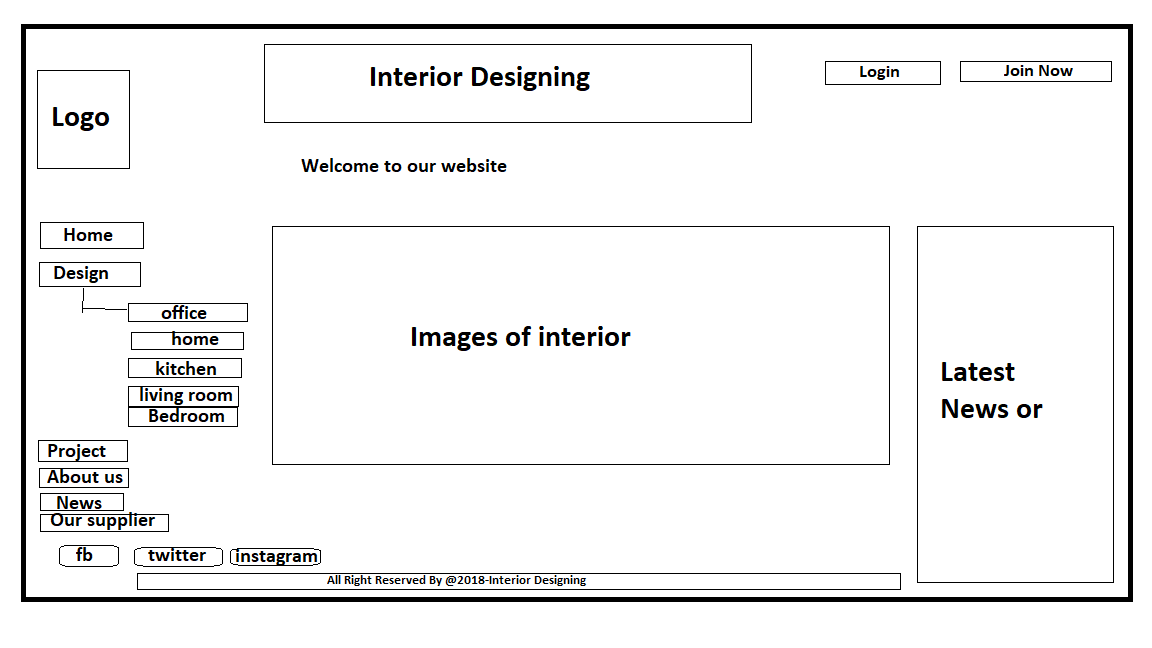 Interior Designing
Login
Join Now
Logo
Welcome to our website
Home
Design
office
home
kitchen
living room
Bedroom
Images of interior
Latest
News or
Project
About us
News
Our supplier
fb
twitter
instagram
All Right Reserved By @2018-Interior Designing